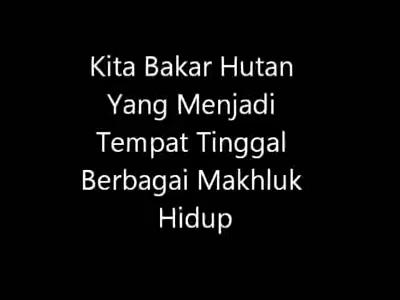 Kita Bakar Hutan
Yang Menjadi
Tempat Tinggal
Berbagai Makhluk
Hidup